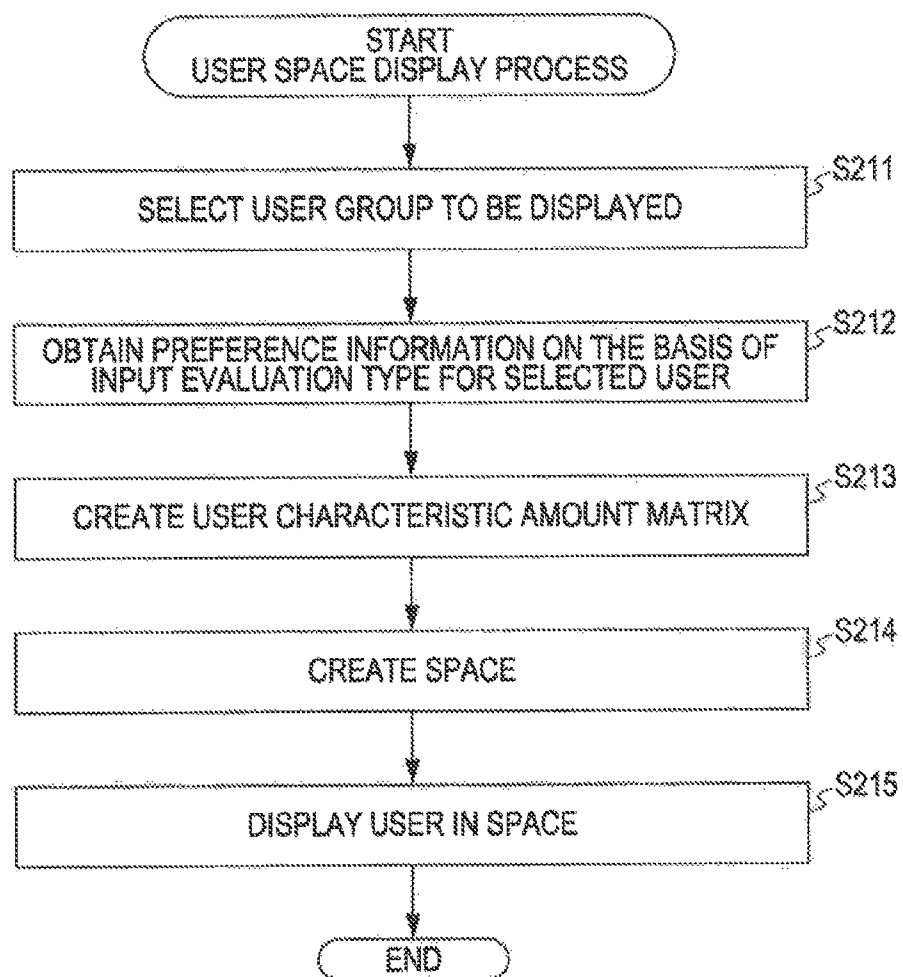 START
USER SPACE DISPLAY PROCESS
S211
SELECT USER GROUP TO BE DISPLAYED
S212
OBTAIN PREFERENCE INFORMATION ON THE BASIS OF
INPUT EVALUATION TYPE FOR SELECTED USER
S213
CREATE USER CHARACTERISTIC AMOUNT MATRIX
S214
CREATE SPACE
S215
DISPLAY USER IN SPACE
END